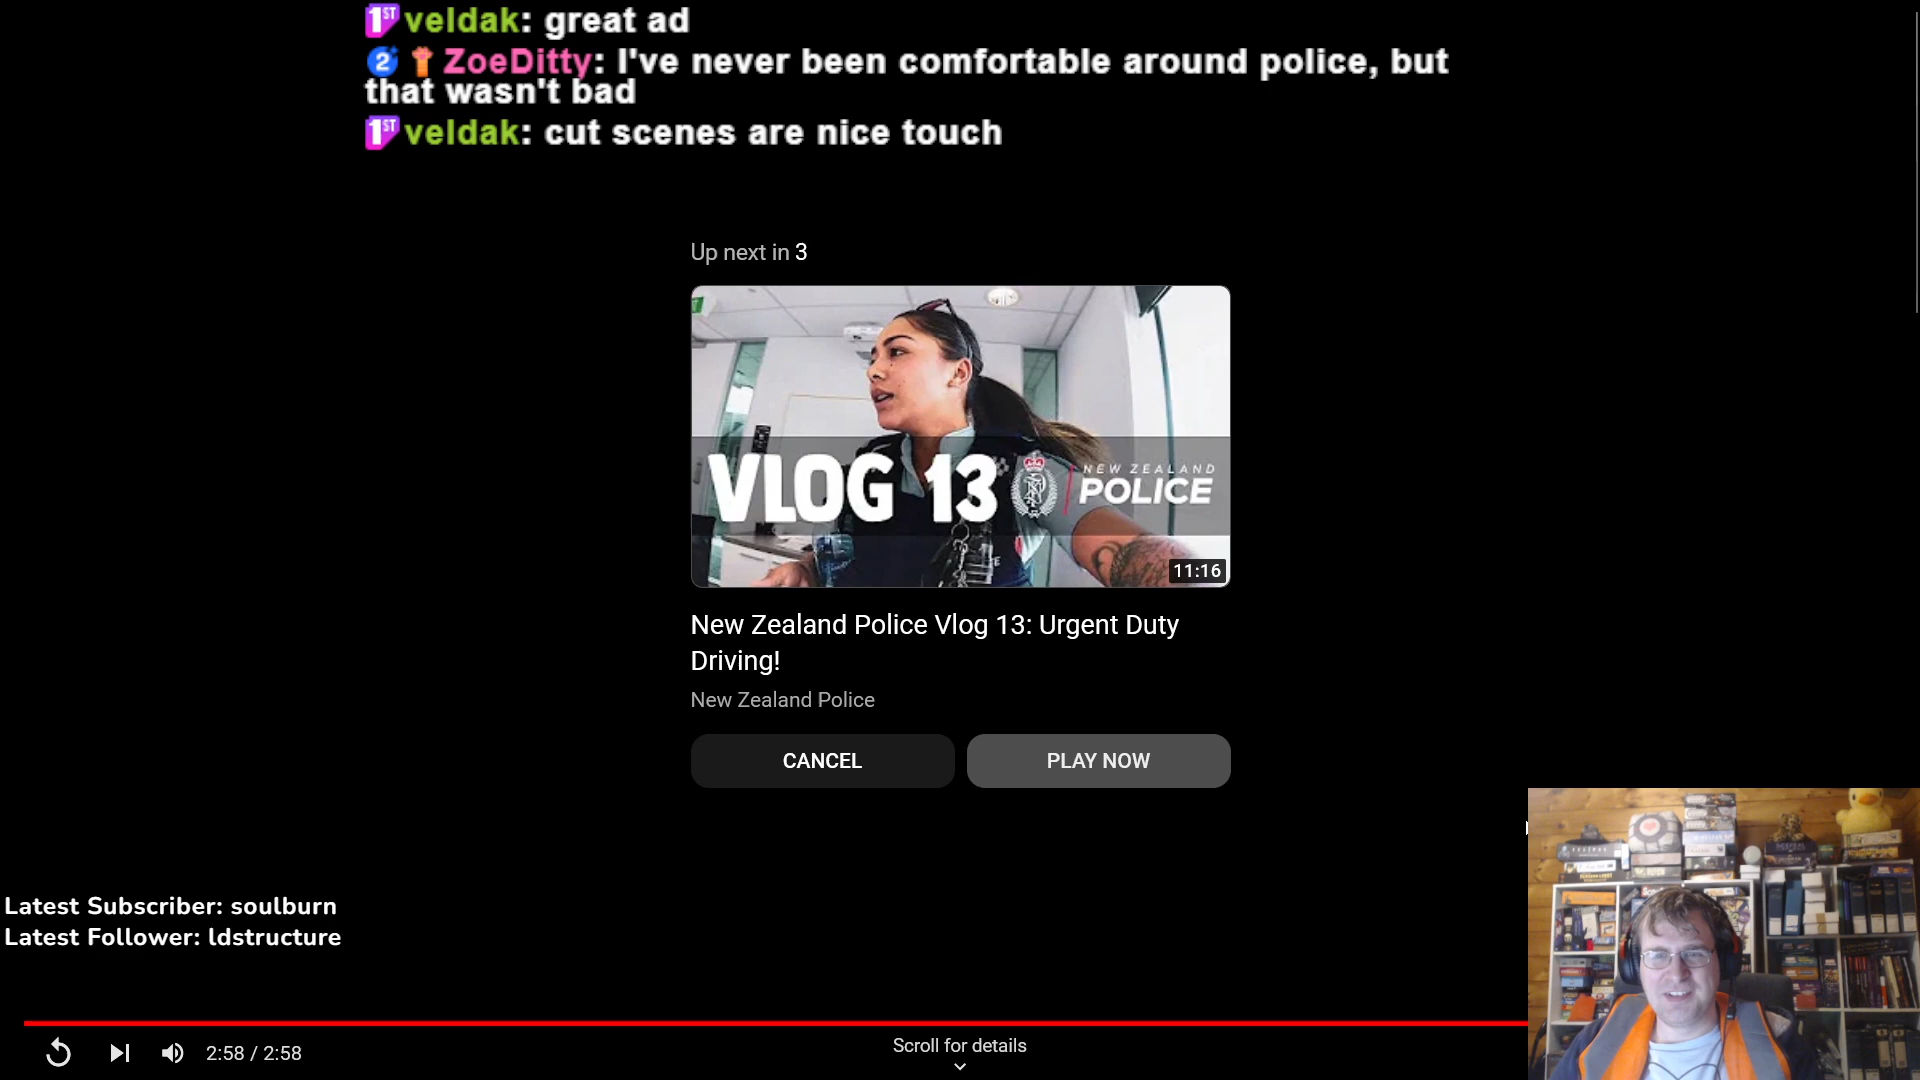 1ST veldak: great ad
2 ZoeDitty: I've never been comfortable around police, but
that wasn't bad
1ST veldak: cut scenes are nice touch
Up next in 3
VLOG 13
NEW ZEALAND
POLICE
11:16
New Zealand Police Vlog 13: Urgent Duty
Driving!
New Zealand Police
CANCEL
PLAY NOW
Latest Subscriber: soulburn
Latest Follower: ldstructure
2:58 / 2:58
Scroll for details